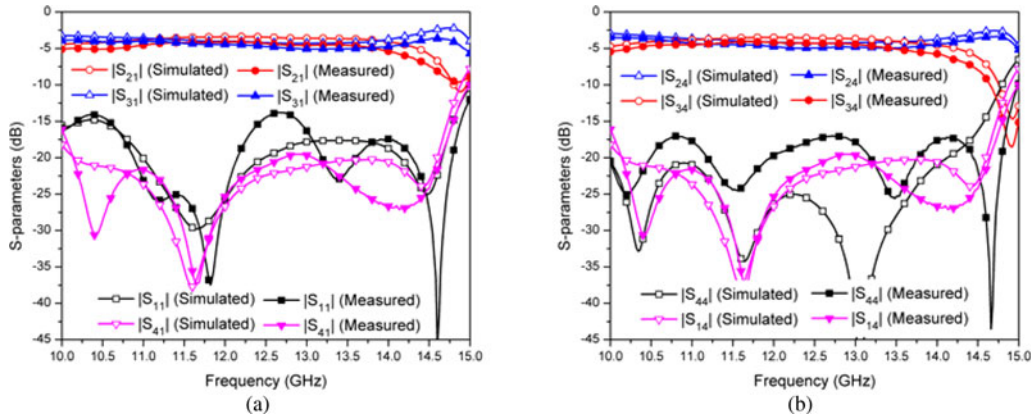 0
-5
-10
-15
-20
-25
-30
-35
-40
-45
S-parameters (dB)
|S21| (Simulated) |S21| (Measured)
|S31| (Simulated) |S31| (Measured)
|S11| (Simulated) |S11| (Measured)
|S41| (Simulated) |S41| (Measured)
10.0 10.5 11.0 11.5 12.0 12.5 13.0 13.5 14.0 14.5 15.0
Frequency (GHz)
(a)
0
-5
-10
-15
-20
-25
-30
-35
-40
-45
S-parameters (dB)
|S24| (Simulated) |S24| (Measured)
|S34| (Simulated) |S34| (Measured)
|S44| (Simulated) |S44| (Measured)
|S14| (Simulated) |S14| (Measured)
10.0 10.5 11.0 11.5 12.0 12.5 13.0 13.5 14.0 14.5 15.0
Frequency (GHz)
(b)